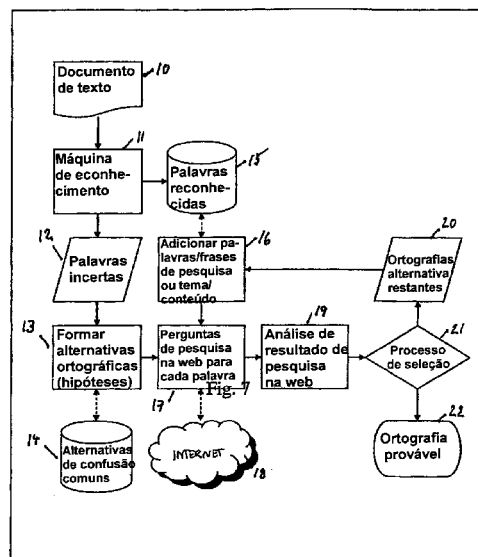 Documento
de texto
10
11
Máquina
de econhe-
cimento
15
Palavras
reconhe-
cidas
12
Palavras
incertas
16
Adicionar pa-
lavras/frases
de pesquisa
ou tema/
conteúdo
20
Ortografias
alternativa
restantes
13
Formar
alternativas
ortográficas
(hipóteses)
Perguntas
de pesquisa
na web para
cada palavra
17
Fig. 7
19
Análise de
resultado de
pesquisa
na web
21
Processo
de seleção
14
Alternativas
de confusão
comuns
INTERNET
18
22
Ortografia
provável